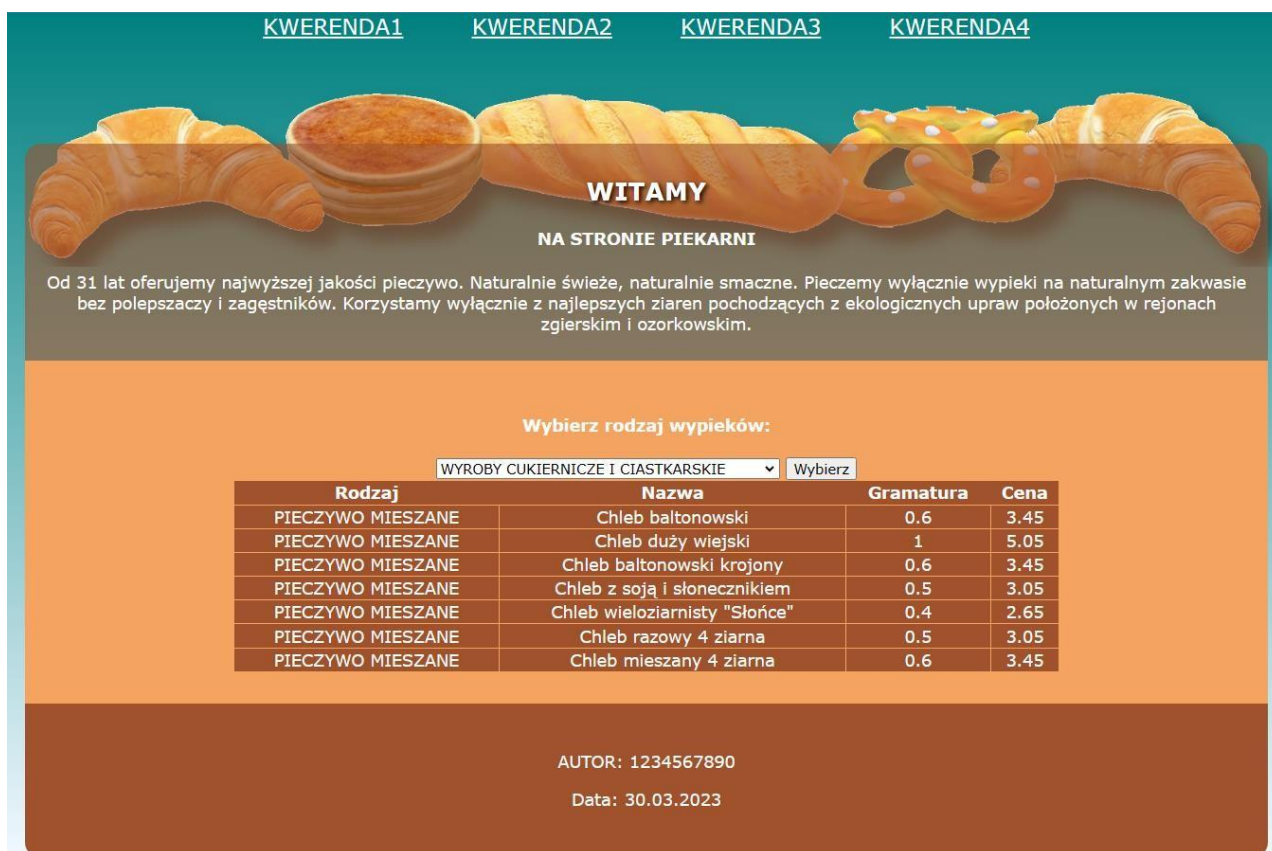 KWERENDA1 KWERENDA2 KWERENDA3 KWERENDA4
WITAMY
NA STRONIE PIEKARNI
Od 31 lat oferujemy najwyższej jakości pieczywo. Naturalnie świeże, naturalnie smaczne. Pieczemy wyłącznie wypieki na naturalnym zakwasie
bez polepszaczy i zagęstników. Korzystamy wyłącznie z najlepszych ziaren pochodzących z ekologicznych upraw położonych w rejonach
zgierskim i ozorkowskim.
Wybierz rodzaj wypieków:
WYROBY CUKIERNICZE I CIASTKARSKIE Wybierz
Rodzaj Nazwa Gramatura Cena
PIECZYWO MIESZANE Chleb baltonowski 0.6 3.45
PIECZYWO MIESZANE Chleb duży wiejski 1 5.05
PIECZYWO MIESZANE Chleb baltonowski krojony 0.6 3.45
PIECZYWO MIESZANE Chleb z soją i słonecznikiem 0.5 3.05
PIECZYWO MIESZANE Chleb wieloziarnisty "Słońce" 0.4 2.65
PIECZYWO MIESZANE Chleb razowy 4 ziarna 0.5 3.05
PIECZYWO MIESZANE Chleb mieszany 4 ziarna 0.6 3.45
AUTOR: 1234567890
Data: 30.03.2023